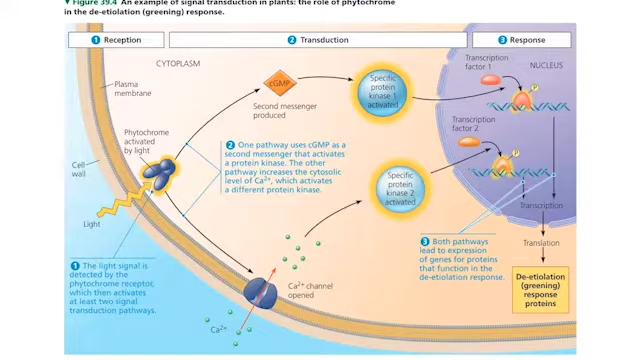 ▼ Figure 39.4 An example of signal transduction in plants: the role of phytochrome
in the de-etiolation (greening) response.
1 Reception
2 Transduction
3 Response
CYTOPLASM
NUCLEUS
Plasma
membrane
cGMP
Second messenger
produced
Specific
protein
kinase 1
activated
Transcription
factor 1
P
Phytochrome
activated
by light
Cell
wall
Light
2 One pathway uses cGMP as a
second messenger that activates
a protein kinase. The other
pathway increases the cytosolic
level of Ca2+, which activates
a different protein kinase.
Transcription
factor 2
P
Specific
protein
kinase 2
activated
Transcription
Translation
3 Both pathways
lead to expression
of genes for proteins
that function in the
de-etiolation response.
De-etiolation
(greening)
response
proteins
1 The light signal is
detected by the
phytochrome receptor,
which then activates
at least two signal
transduction pathways.
Ca2+ channel
opened
Ca2+